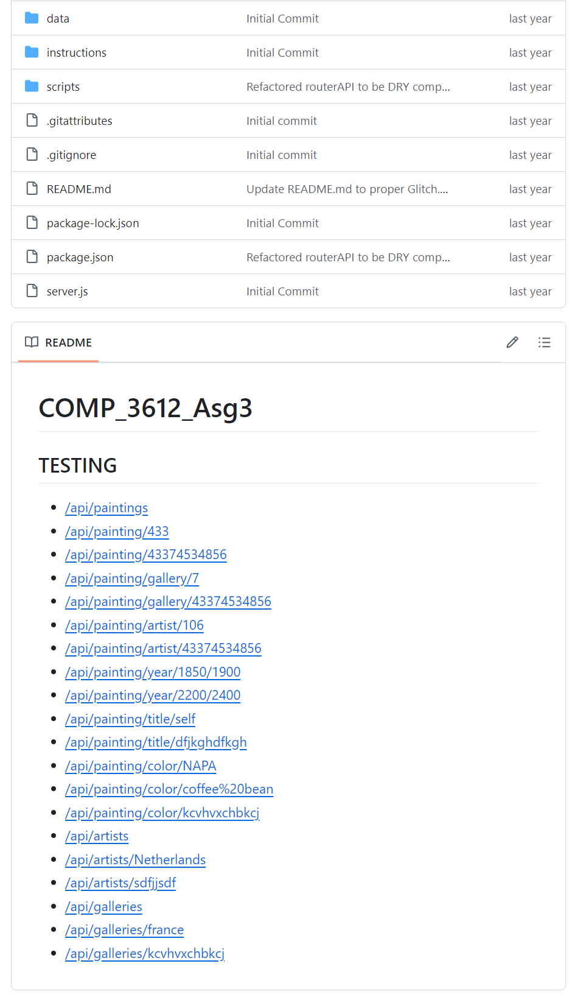 data Initial Commit last year
instructions Initial Commit last year
scripts Refactored routerAPI to be DRY comp... last year
.gitattributes Initial commit last year
.gitignore Initial commit last year
README.md Update README.md to proper Glitch.... last year
package-lock.json Initial Commit last year
package.json Refactored routerAPI to be DRY comp... last year
server.js Initial Commit last year
README
COMP_3612_Asg3
TESTING
/api/paintings
/api/painting/433
/api/painting/43374534856
/api/painting/gallery/7
/api/painting/gallery/43374534856
/api/painting/artist/106
/api/painting/artist/43374534856
/api/painting/year/1850/1900
/api/painting/year/2200/2400
/api/painting/title/self
/api/painting/title/dfjkghdfkgh
/api/painting/color/NAPA
/api/painting/color/coffee%20bean
/api/painting/color/kcvhvxchbkcj
/api/artists
/api/artists/Netherlands
/api/artists/sdfjjsdf
/api/galleries
/api/galleries/france
/api/galleries/kcvhvxchbkcj